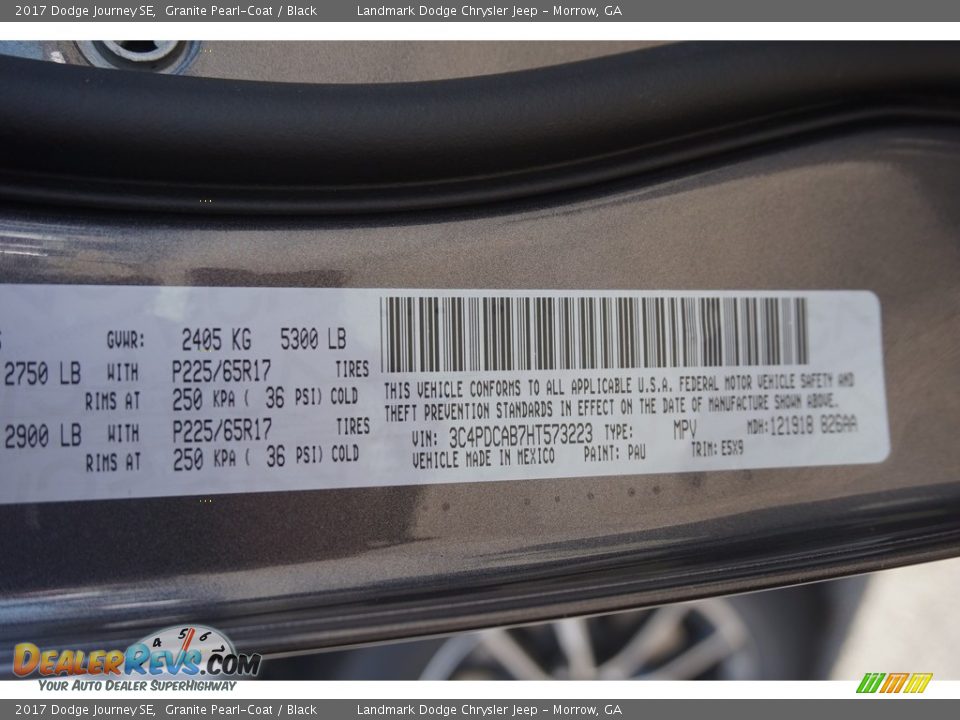 2017 Dodge Journey SE, Granite Pearl-Coat / Black Landmark Dodge Chrysler Jeep - Morrow, GA
GVWR: 2405 KG 5300 LB
2750 LB WITH P225/65R17 TIRES
RIMS AT 250 KPA ( 36 PSI) COLD
2900 LB WITH P225/65R17 TIRES
RIMS AT 250 KPA ( 36 PSI) COLD
THIS VEHICLE CONFORMS TO ALL APPLICABLE U.S.A. FEDERAL MOTOR VEHICLE SAFETY AND
THEFT PREVENTION STANDARDS IN EFFECT ON THE DATE OF MANUFACTURE SHOWN ABOVE.
VIN: 3C4PDCAB7HT573223 TYPE: MPV MDH:121918 826AA
VEHICLE MADE IN MEXICO PAINT: PAU TRIM: E5X9
4 5 6
DealerRevs.com
Your Auto Dealer SuperHighway
2017 Dodge Journey SE, Granite Pearl-Coat / Black Landmark Dodge Chrysler Jeep - Morrow, GA